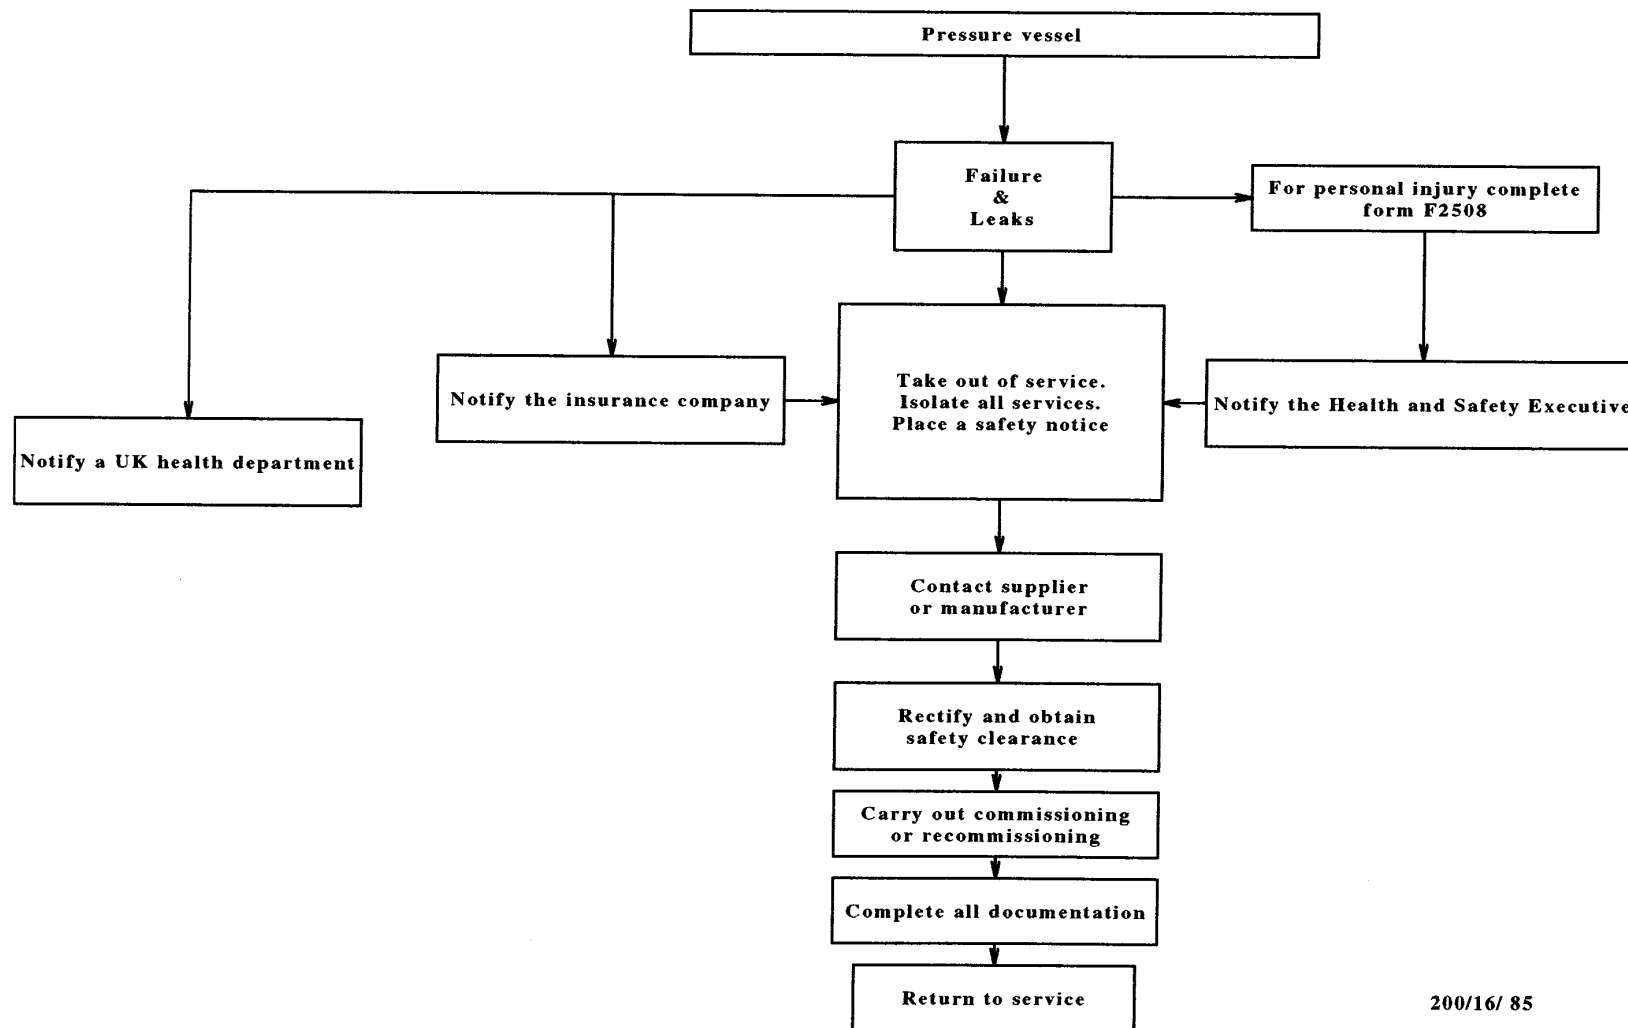 Pressure vessel
Failure
&
Leaks
For personal injury complete
form F2508
Take out of service.
Isolate all services.
Place a safety notice
Notify the insurance company
Notify the Health and Safety Executive
Notify a UK health department
Contact supplier
or manufacturer
Rectify and obtain
safety clearance
Carry out commissioning
or recommissioning
Complete all documentation
Return to service
200/16/ 85